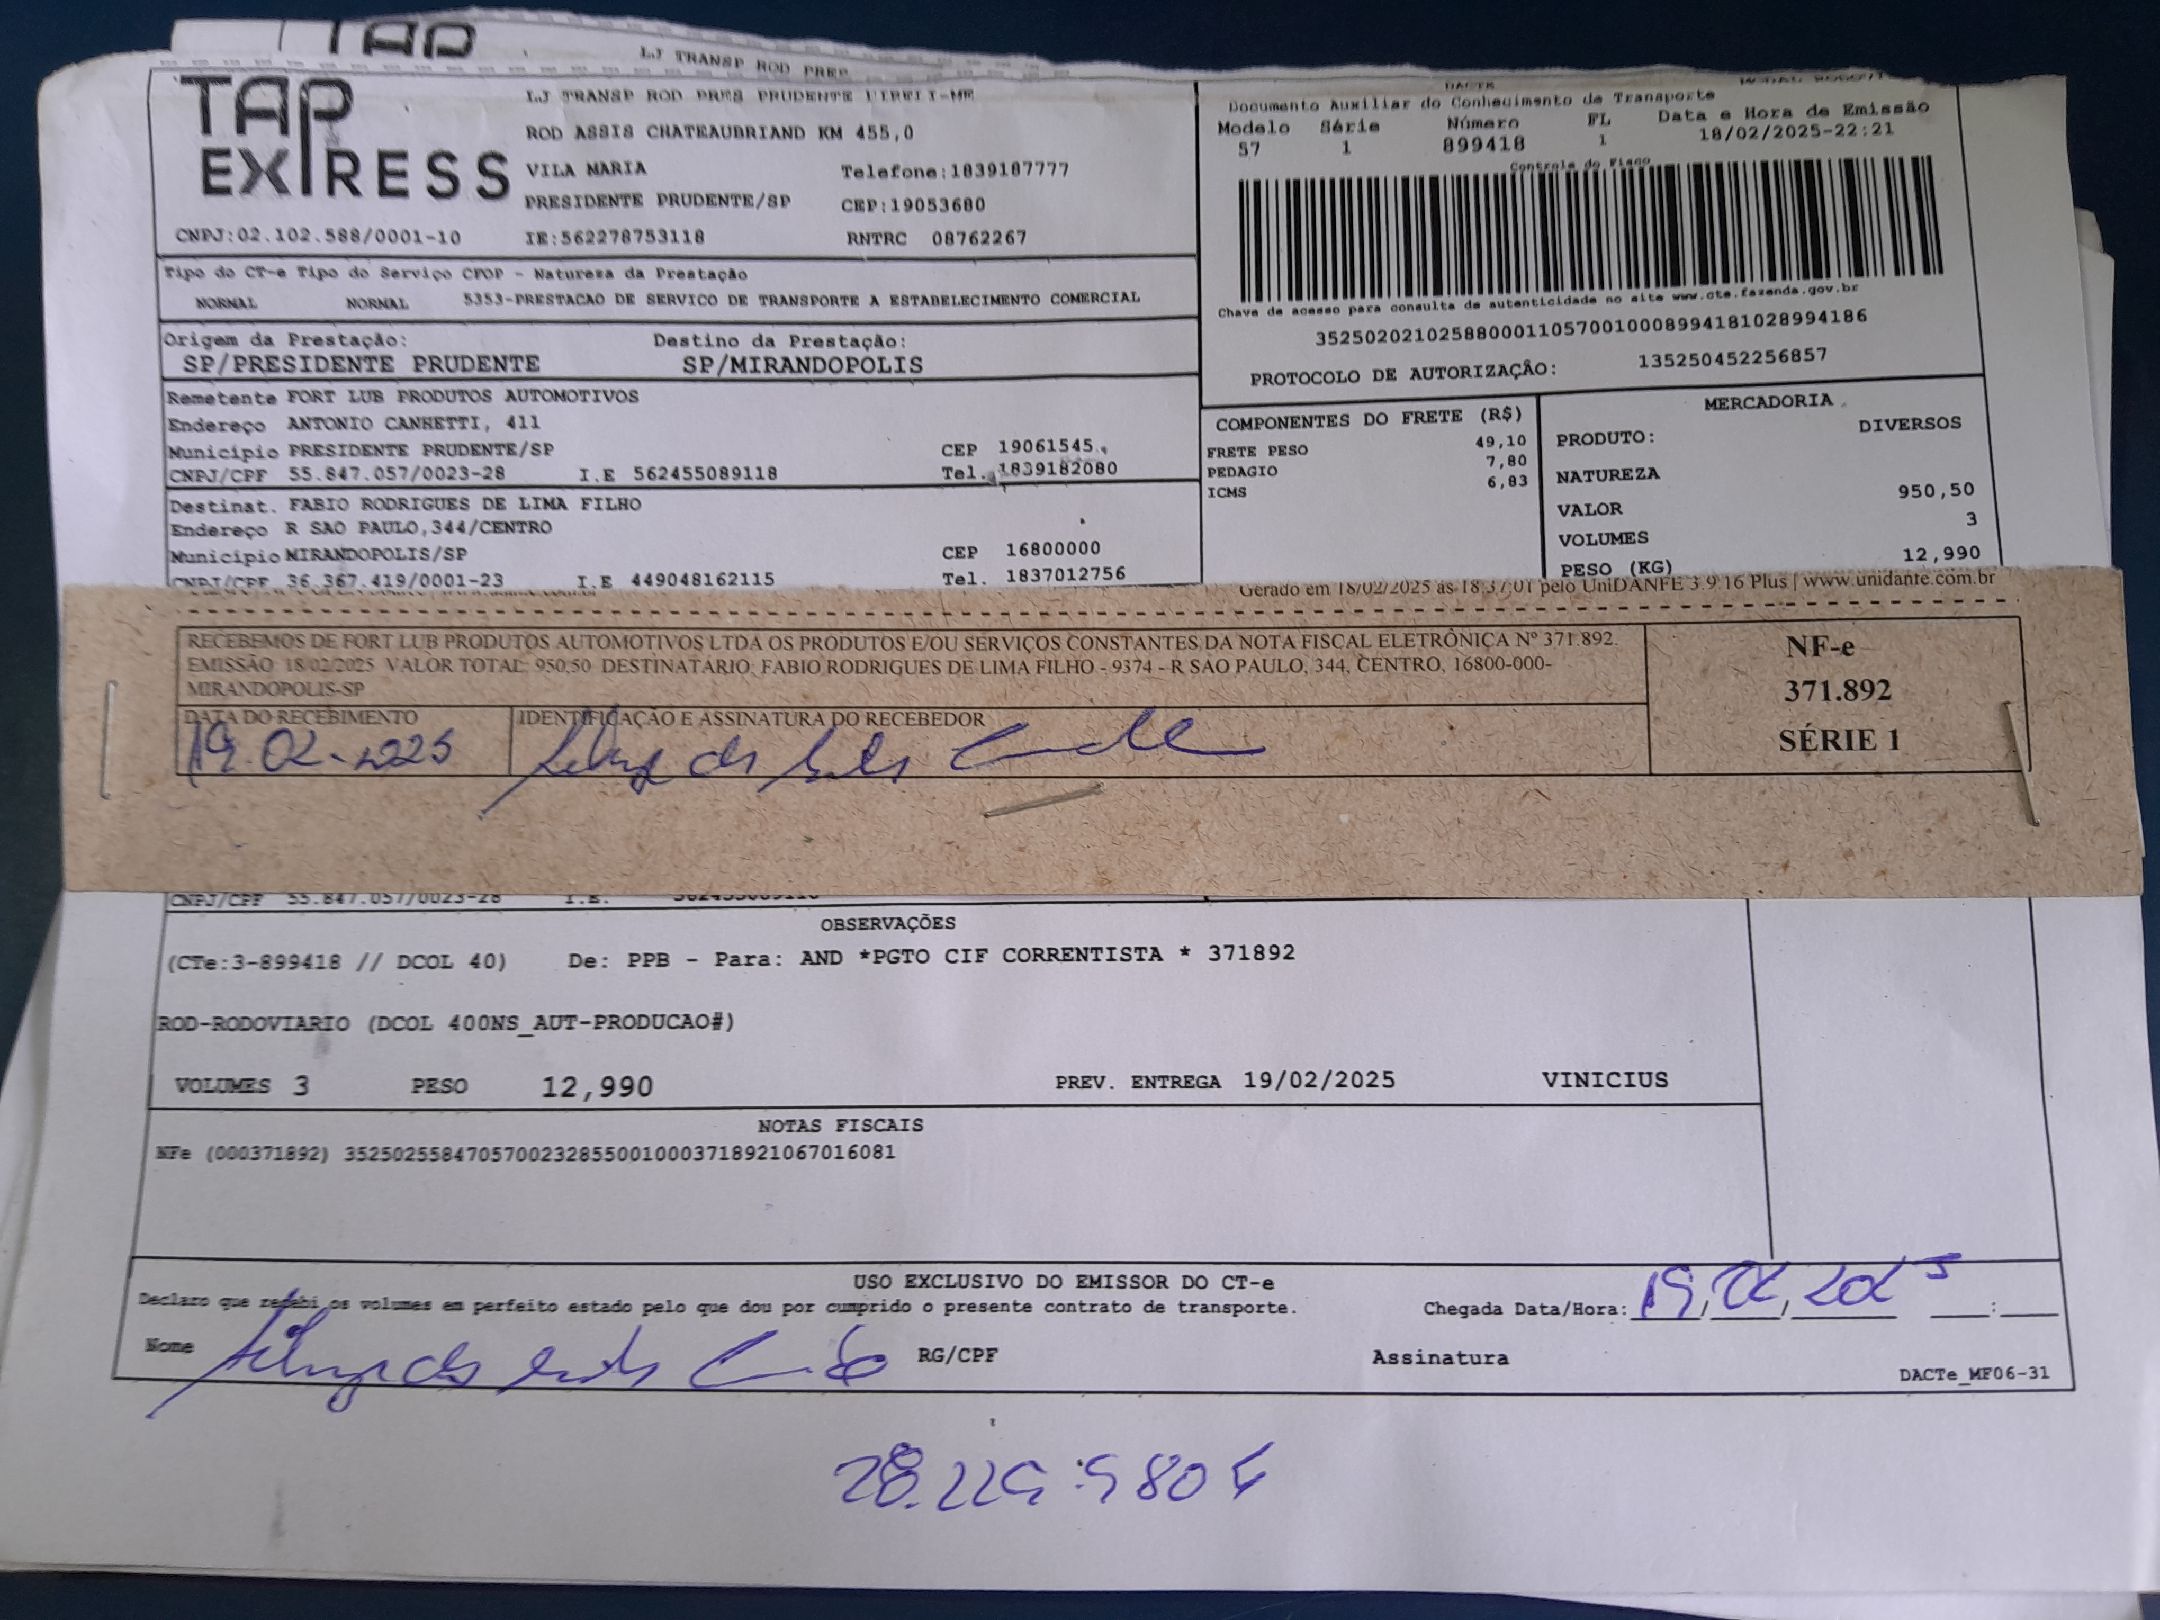 TAP
LJ TRANSP ROD PREP
TAP EXPRESS
LJ TRANSP ROD PRES PRUDENTE EIRELI-ME
ROD ASSIS CHATEAUBRIAND KM 455,0
VILA MARIA Telefone:1839187777
PRESIDENTE PRUDENTE/SP CEP:19053680
CNPJ:02.102.588/0001-10 IE:562278753118 RNTRC 08762267
DACTE
Documento Auxiliar do Conhecimento de Transporte
Modelo Série Número FL Data e Hora de Emissão
57 1 899418 1 18/02/2025-22:21
Controle do Fisco
Chave de acesso para consulta de autenticidade no site www.cte.fazenda.gov.br
35250202102588000110570010008994181028994186
PROTOCOLO DE AUTORIZAÇÃO: 135250452256857
Tipo do CT-e Tipo do Serviço CFOP - Natureza da Prestação
NORMAL NORMAL 5353-PRESTACAO DE SERVICO DE TRANSPORTE A ESTABELECIMENTO COMERCIAL
Origem da Prestação: Destino da Prestação:
SP/PRESIDENTE PRUDENTE SP/MIRANDOPOLIS
Remetente FORT LUB PRODUTOS AUTOMOTIVOS
Endereço ANTONIO CANHETTI, 411
Município PRESIDENTE PRUDENTE/SP CEP 19061545
CNPJ/CPF 55.847.057/0023-28 I.E 562455089118 Tel. 1839182080
Destinat. FABIO RODRIGUES DE LIMA FILHO
Endereço R SAO PAULO,344/CENTRO
Município MIRANDOPOLIS/SP CEP 16800000
CNPJ/CPF 36.367.419/0001-23 I.E 449048162115 Tel. 1837012756
COMPONENTES DO FRETE (R$)
FRETE PESO 49,10
PEDAGIO 7,80
ICMS 6,83
MERCADORIA
PRODUTO: DIVERSOS
NATUREZA
VALOR 950,50
VOLUMES 3
PESO (KG) 12,990
Gerado em 18/02/2025 as 18:37:01 pelo UniDANFE 3.9.16 Plus | www.unidanfe.com.br
RECEBEMOS DE FORT LUB PRODUTOS AUTOMOTIVOS LTDA OS PRODUTOS E/OU SERVIÇOS CONSTANTES DA NOTA FISCAL ELETRÔNICA Nº 371.892.
EMISSÃO 18/02/2025 VALOR TOTAL: 950,50 DESTINATÁRIO: FABIO RODRIGUES DE LIMA FILHO - 9374 - R SAO PAULO, 344, CENTRO, 16800-000-
MIRANDOPOLIS-SP
DATA DO RECEBIMENTO IDENTIFICAÇÃO E ASSINATURA DO RECEBEDOR
19.02.2025
NF-e
371.892
SÉRIE 1
CNPJ/CPF 55.847.057/0023-28 I.E. 562455089118
OBSERVAÇÕES
(CTe:3-899418 // DCOL 40) De: PPB - Para: AND *PGTO CIF CORRENTISTA * 371892
ROD-RODOVIARIO (DCOL 400NS_AUT-PRODUCAO#)
VOLUMES 3 PESO 12,990 PREV. ENTREGA 19/02/2025 VINICIUS
NOTAS FISCAIS
NFe (000371892) 35250255847057002328550010003718921067016081
USO EXCLUSIVO DO EMISSOR DO CT-e
Declaro que recebi os volumes em perfeito estado pelo que dou por cumprido o presente contrato de transporte. Chegada Data/Hora: 19/02/2025 :
Nome RG/CPF Assinatura
DACTe_MF06-31